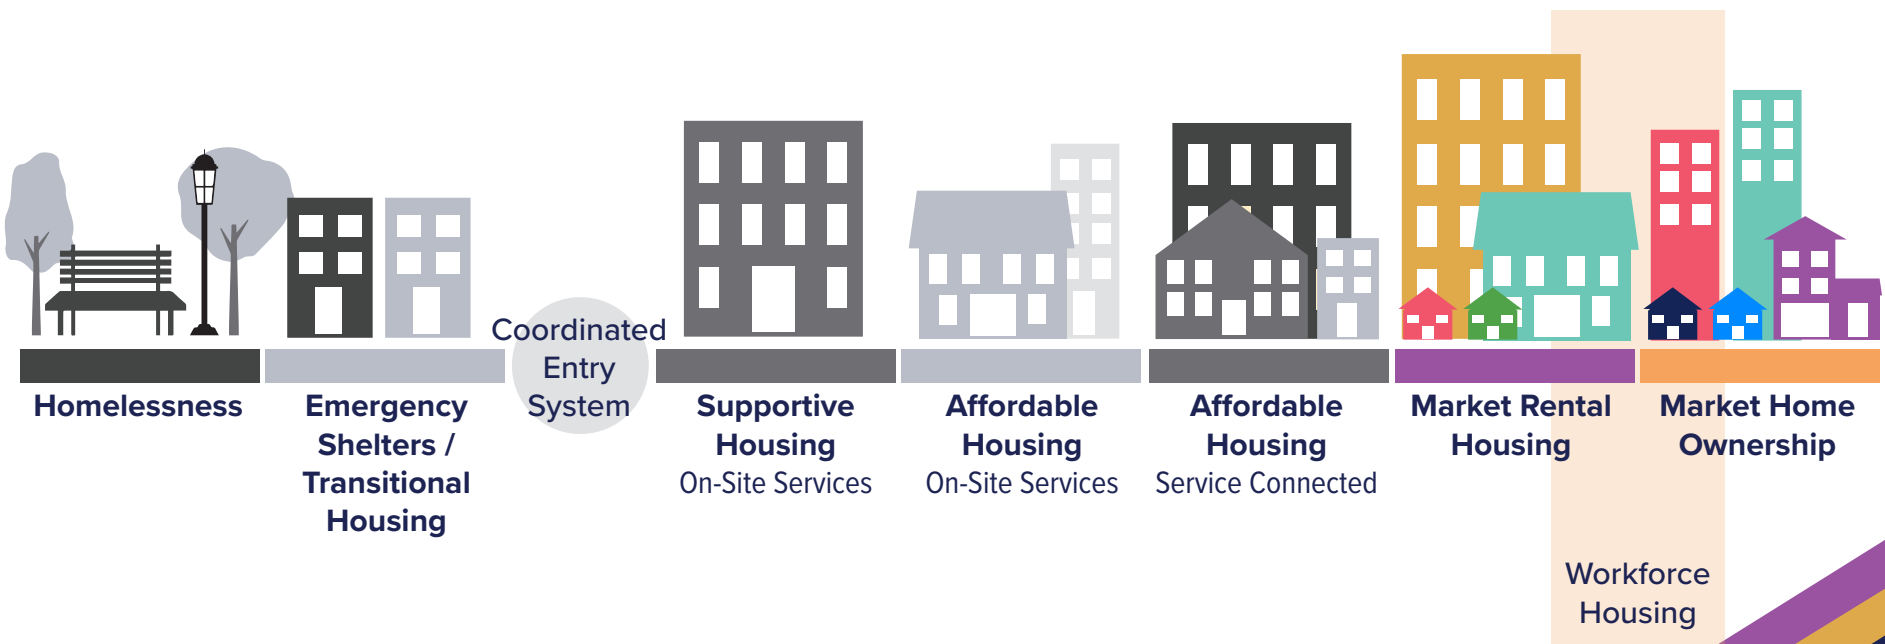 Homelessness
Emergency
Shelters /
Transitional
Housing
Coordinated
Entry
System
Supportive
Housing
On-Site Services
Affordable
Housing
On-Site Services
Affordable
Housing
Service Connected
Market Rental
Housing
Market Home
Ownership
Workforce
Housing